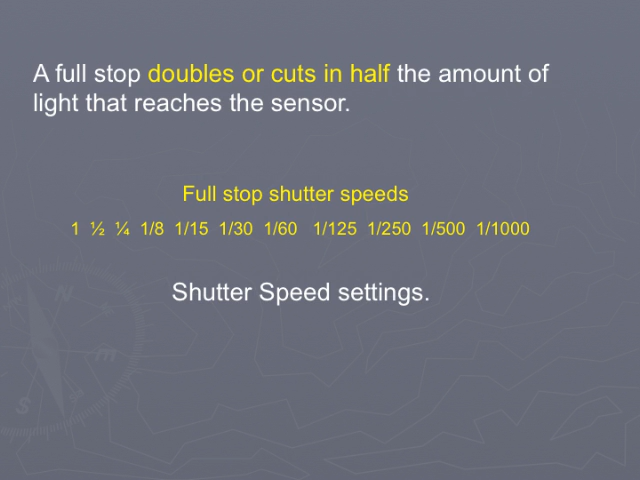 A full stop doubles or cuts in half the amount of
light that reaches the sensor.
Full stop shutter speeds
1 ½ ¼ 1/8 1/15 1/30 1/60 1/125 1/250 1/500 1/1000
Shutter Speed settings.
N
m
S